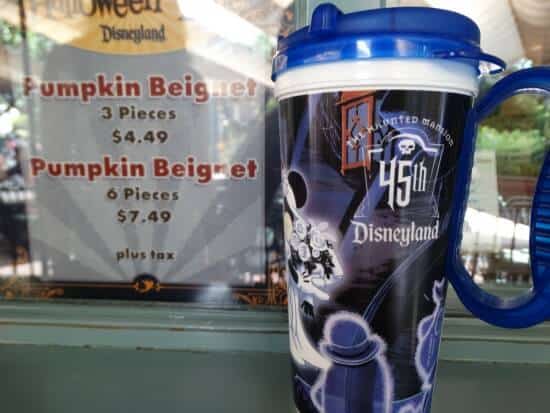 Halloween
Disneyland
Pumpkin Beignet
3 Pieces
$4.49
Pumpkin Beignet
6 Pieces
$7.49
plus tax
THE HAUNTED MANSION
45th
Disneyland